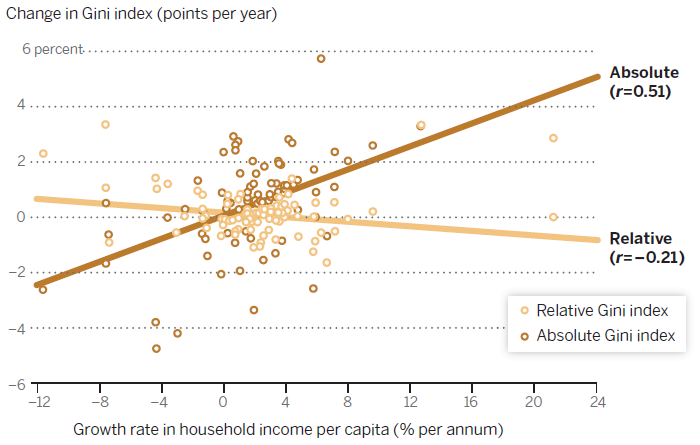 Change in Gini index (points per year)
6 percent
4
2
0
−2
−4
−6
Absolute
(r=0.51)
Relative
(r=−0.21)
Relative Gini index
Absolute Gini index
−12 −8 −4 0 4 8 12 16 20 24
Growth rate in household income per capita (% per annum)